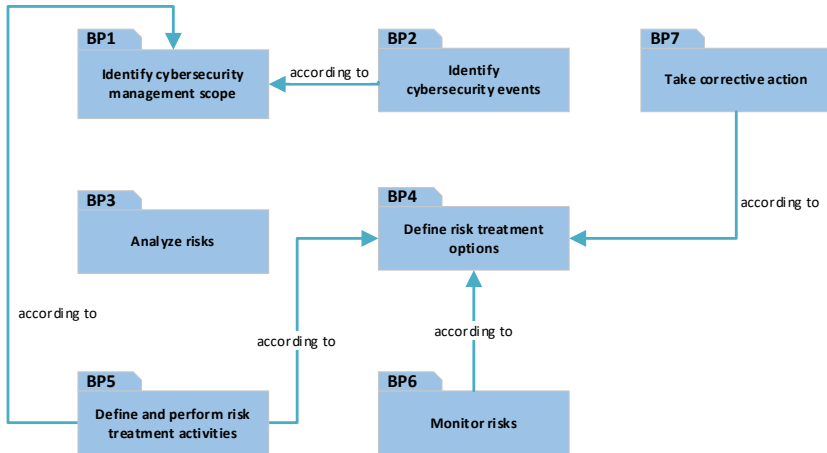 BP1
Identify cybersecurity
management scope
according to
BP2
Identify
cybersecurity events
BP7
Take corrective action
according to
BP3
Analyze risks
BP4
Define risk treatment
options
according to
according to
according to
BP5
Define and perform risk
treatment activities
BP6
Monitor risks